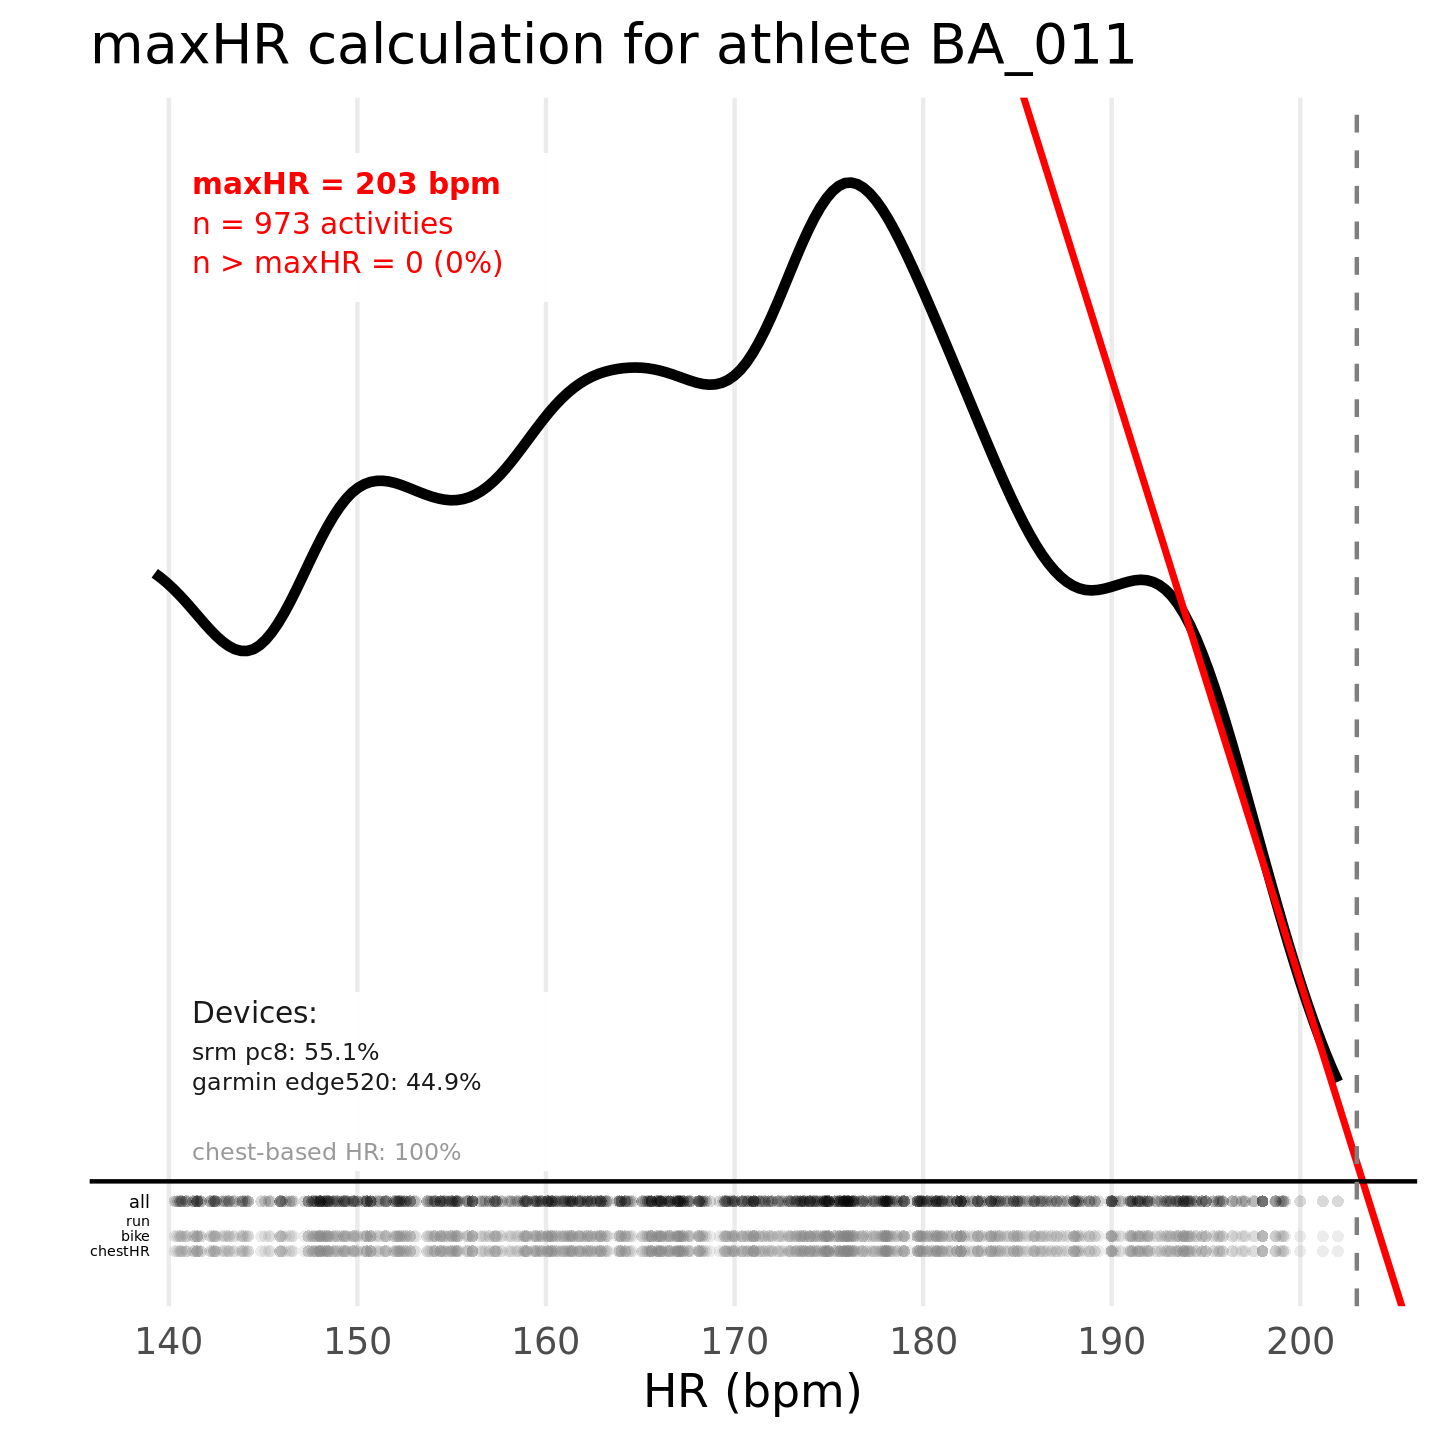 maxHR calculation for athlete BA_011
maxHR = 203 bpm
n = 973 activities
n > maxHR = 0 (0%)
Devices:
srm pc8: 55.1%
garmin edge520: 44.9%
chest-based HR: 100%
all
run
bike
chestHR
140 150 160 170 180 190 200
HR (bpm)